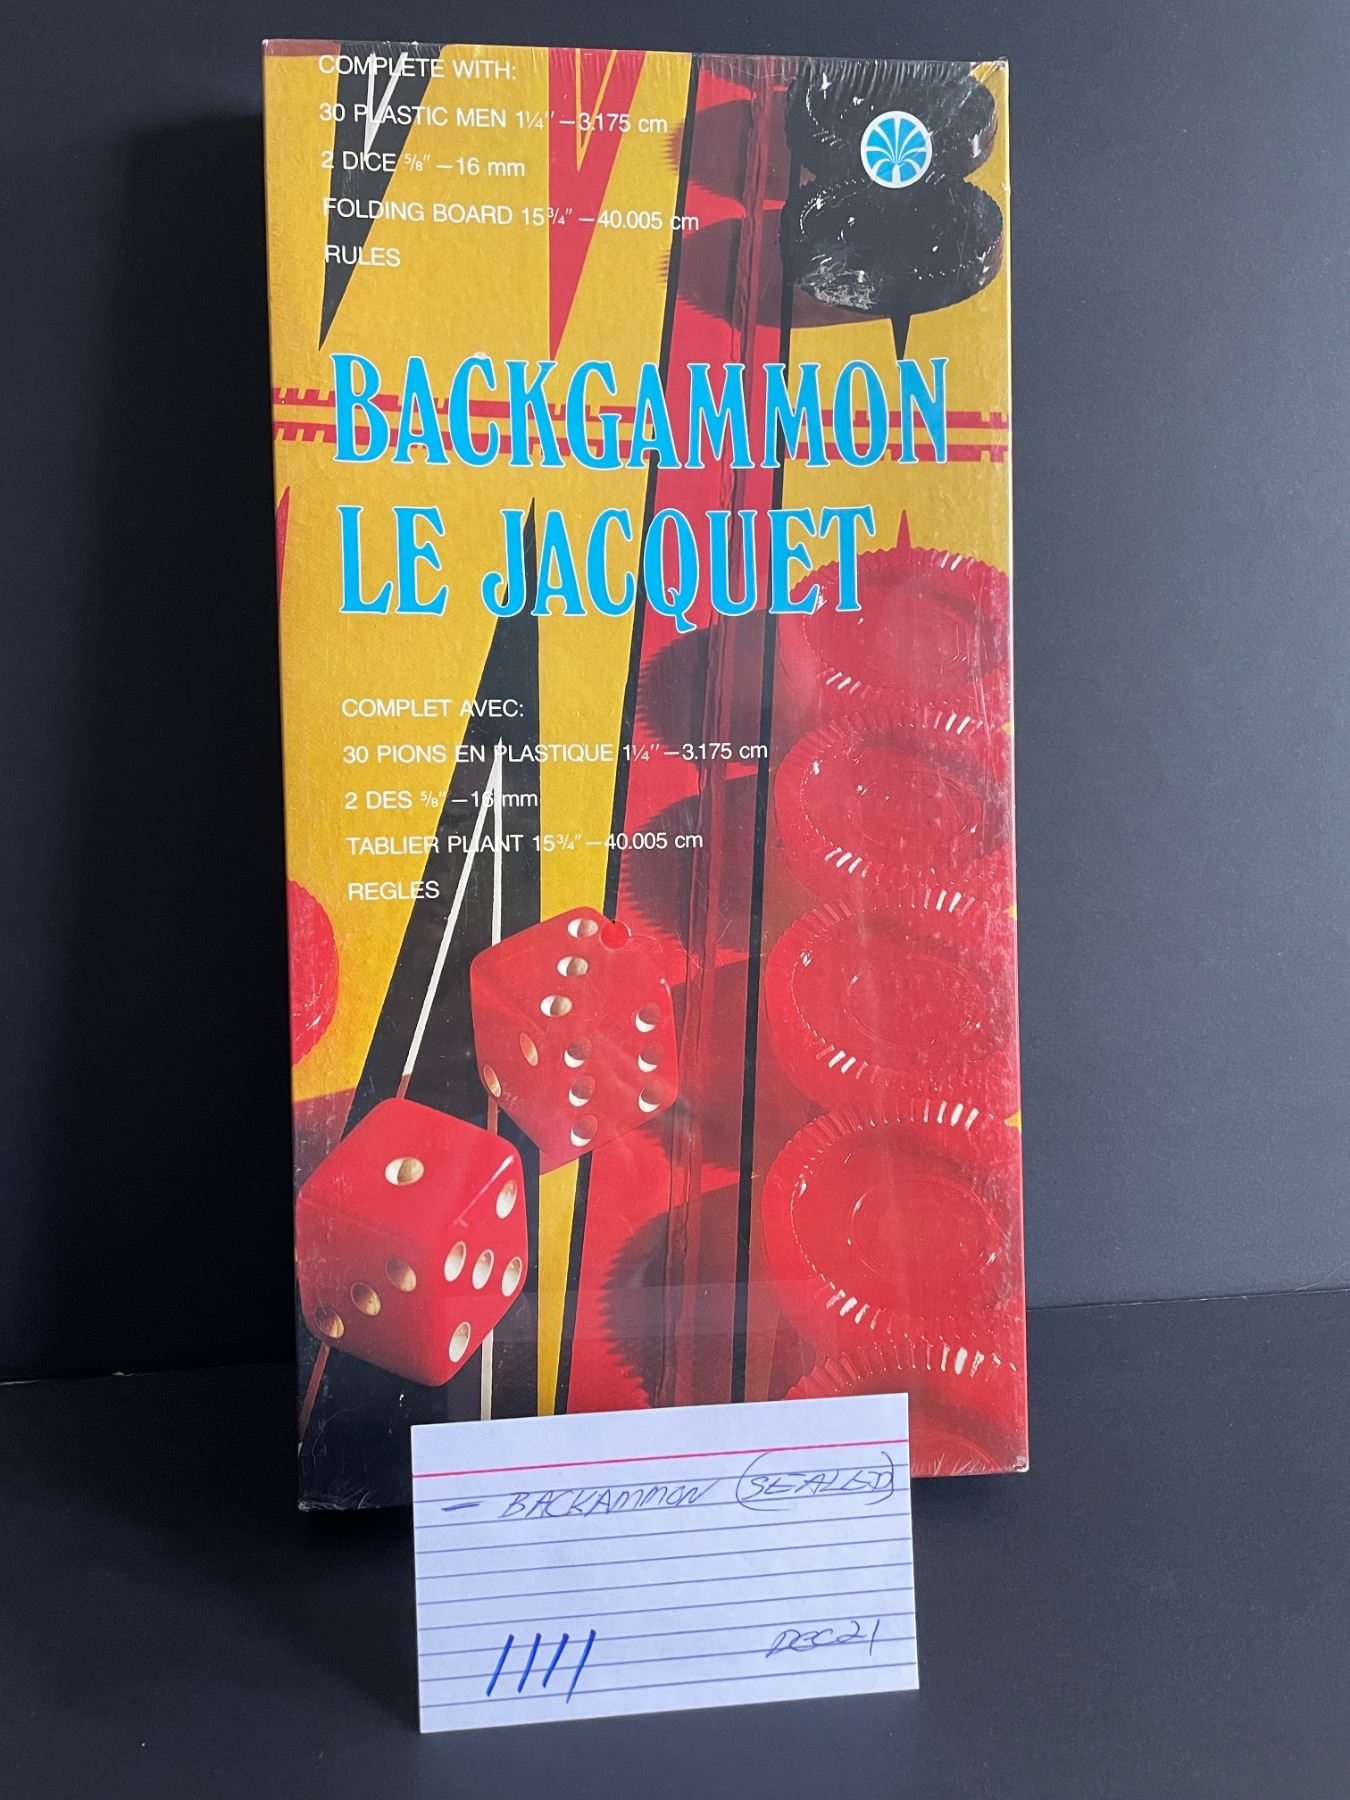 COMPLETE WITH:
30 PLASTIC MEN 1¼" – 3.175 cm
2 DICE ⅝" – 16 mm
FOLDING BOARD 15¾" – 40.005 cm
RULES
BACKGAMMON
LE JACQUET
COMPLET AVEC:
30 PIONS EN PLASTIQUE 1¼" – 3.175 cm
2 DES ⅝" – 16 mm
TABLIER PLIANT 15¾" – 40.005 cm
REGLES
– BACKAMMON (SEALED)
//// DEC 21